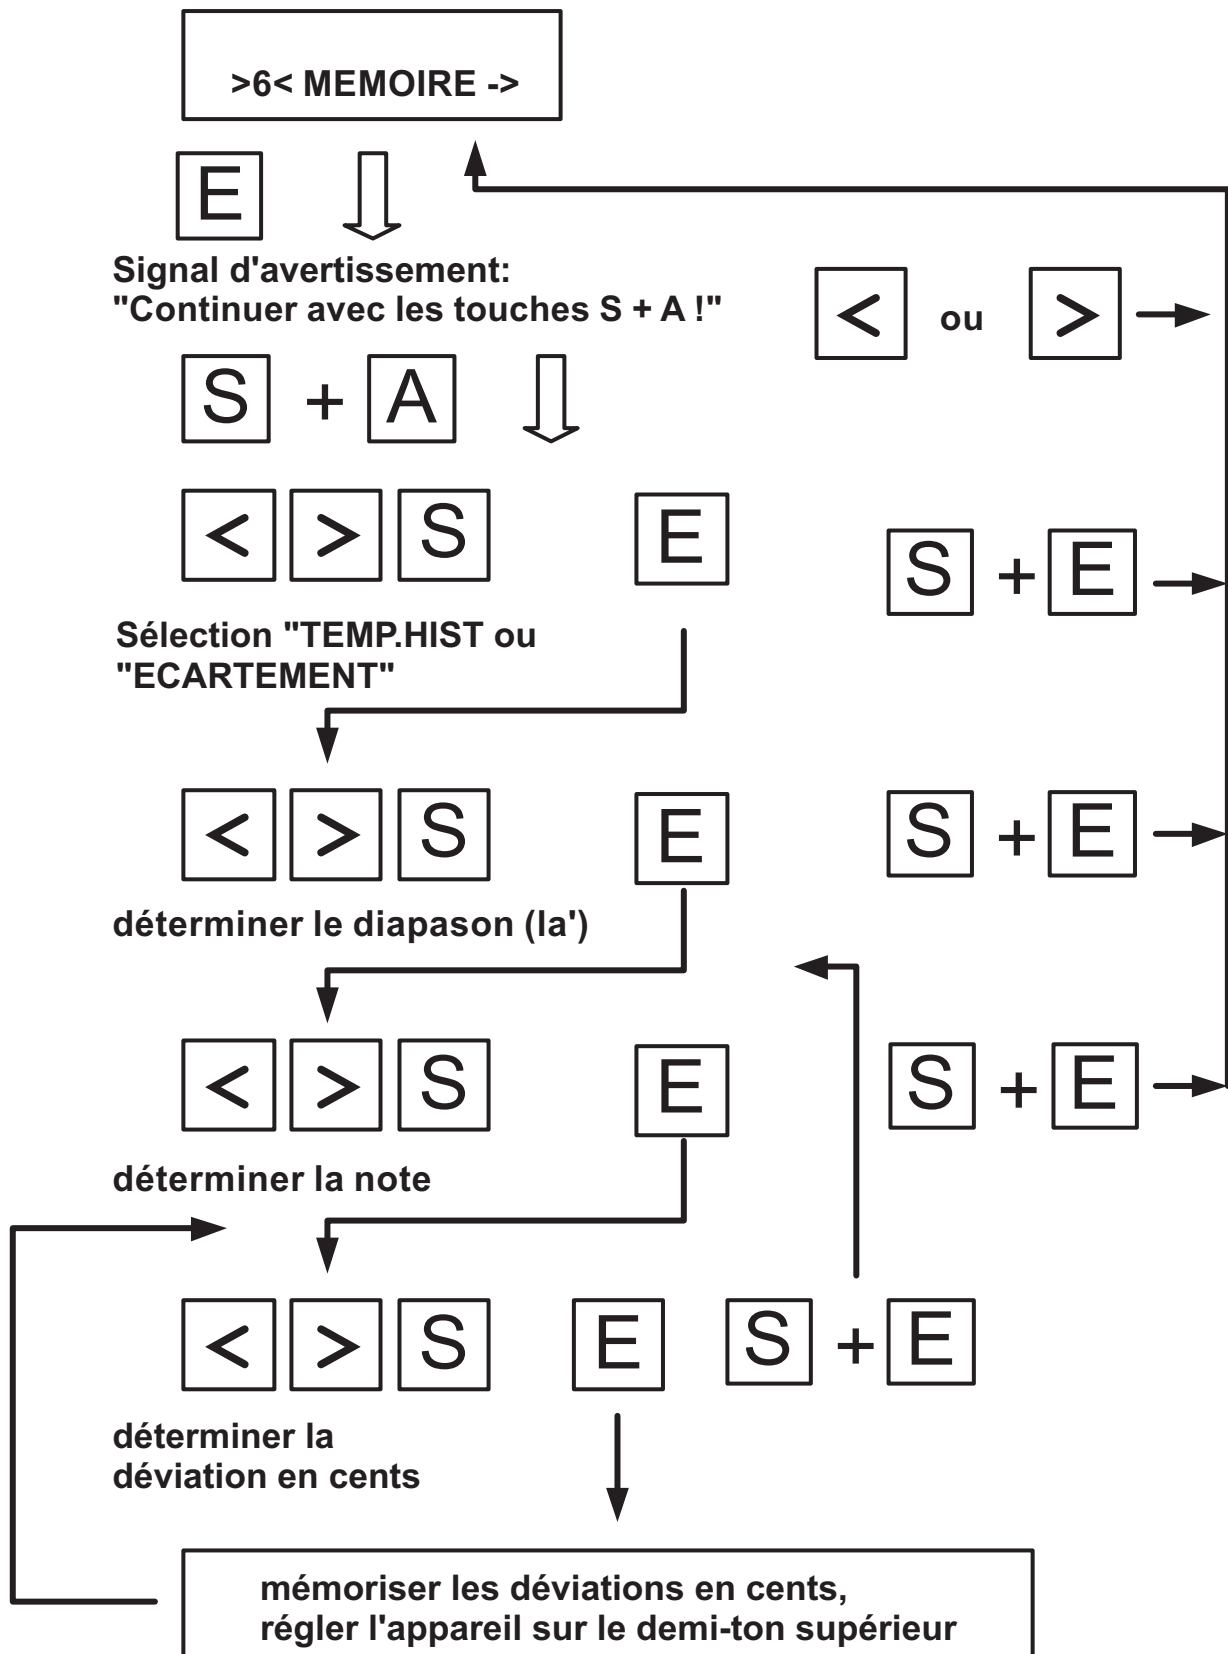 >6< MEMOIRE ->
E
Signal d'avertissement:
"Continuer avec les touches S + A !"
< ou >
S + A
< > S E
S + E
Sélection "TEMP.HIST ou
"ECARTEMENT"
< > S E
S + E
déterminer le diapason (la')
< > S E
S + E
déterminer la note
< > S E S + E
déterminer la
déviation en cents
mémoriser les déviations en cents,
régler l'appareil sur le demi-ton supérieur